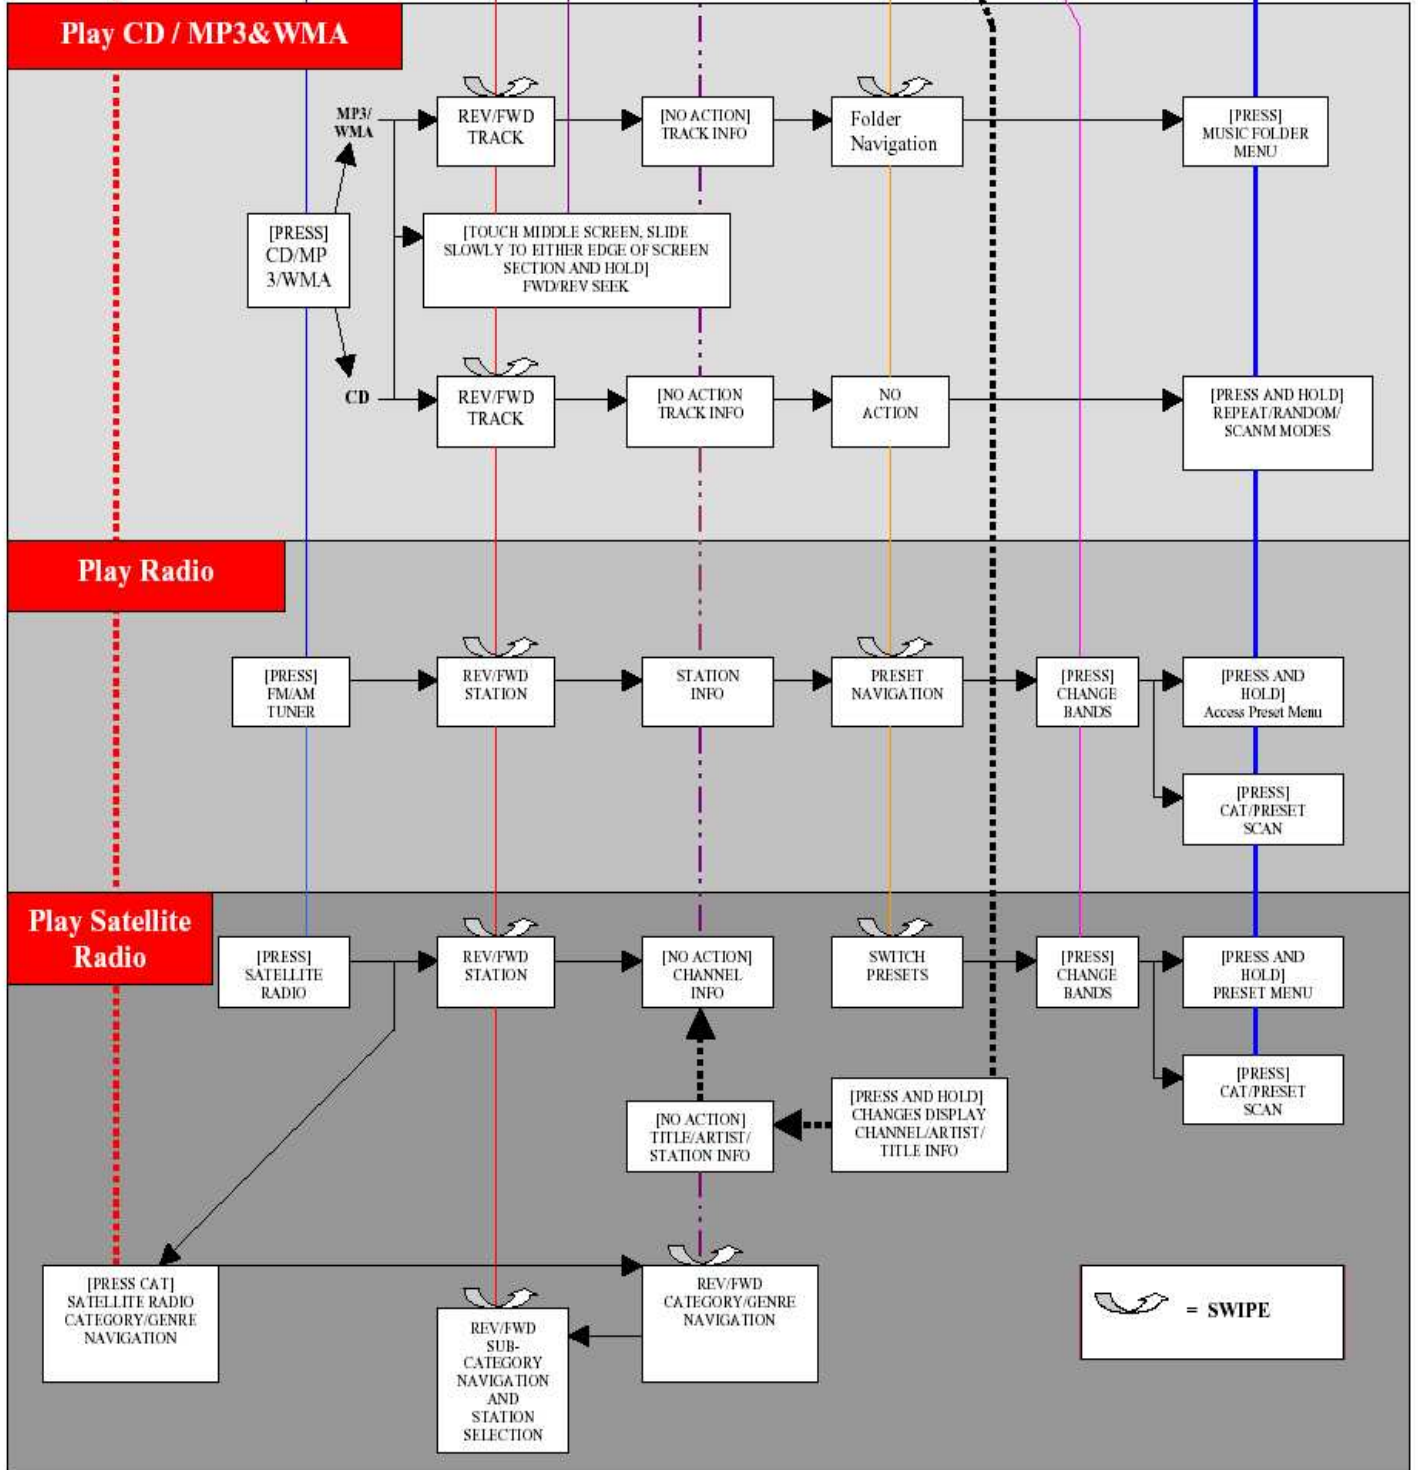 Play CD / MP3&WMA
MP3/
WMA
REV/FWD
TRACK
[NO ACTION]
TRACK INFO
Folder
Navigation
[PRESS]
MUSIC FOLDER
MENU
[PRESS]
CD/MP
3/WMA
[TOUCH MIDDLE SCREEN, SLIDE
SLOWLY TO EITHER EDGE OF SCREEN
SECTION AND HOLD]
FWD/REV SEEK
CD
REV/FWD
TRACK
[NO ACTION
TRACK INFO
NO
ACTION
[PRESS AND HOLD]
REPEAT/RANDOM/
SCANM MODES
Play Radio
[PRESS]
FM/AM
TUNER
REV/FWD
STATION
STATION
INFO
PRESET
NAVIGATION
[PRESS]
CHANGE
BANDS
[PRESS AND
HOLD]
Access Preset Menu
[PRESS]
CAT/PRESET
SCAN
Play Satellite
Radio
[PRESS]
SATELLITE
RADIO
REV/FWD
STATION
[NO ACTION]
CHANNEL
INFO
SWITCH
PRESETS
[PRESS]
CHANGE
BANDS
[PRESS AND
HOLD]
PRESET MENU
[PRESS]
CAT/PRESET
SCAN
[NO ACTION]
TITLE/ARTIST/
STATION INFO
[PRESS AND HOLD]
CHANGES DISPLAY
CHANNEL/ARTIST/
TITLE INFO
[PRESS CAT]
SATELLITE RADIO
CATEGORY/GENRE
NAVIGATION
REV/FWD
SUB-
CATEGORY
NAVIGATION
AND
STATION
SELECTION
REV/FWD
CATEGORY/GENRE
NAVIGATION
= SWIPE